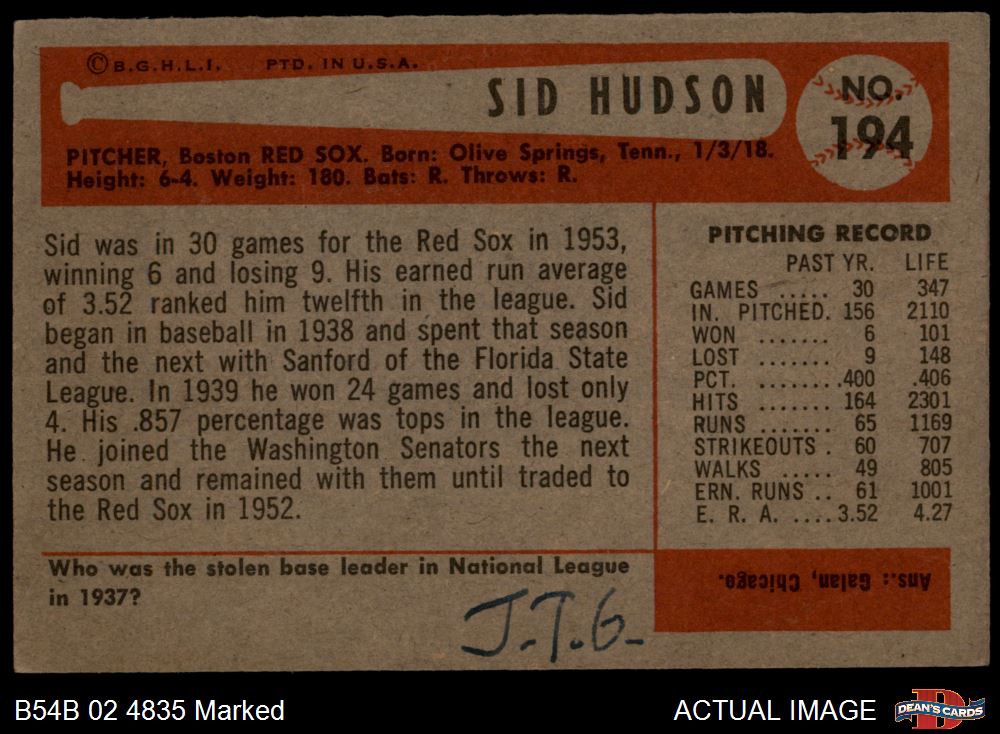 © B.G.H.L.I. PTD. IN U.S.A.
SID HUDSON
NO.
194
PITCHER, Boston RED SOX. Born: Olive Springs, Tenn., 1/3/18.
Height: 6-4. Weight: 180. Bats: R. Throws: R.
Sid was in 30 games for the Red Sox in 1953,
winning 6 and losing 9. His earned run average
of 3.52 ranked him twelfth in the league. Sid
began in baseball in 1938 and spent that season
and the next with Sanford of the Florida State
League. In 1939 he won 24 games and lost only
4. His .857 percentage was tops in the league.
He joined the Washington Senators the next
season and remained with them until traded to
the Red Sox in 1952.
PITCHING RECORD
PAST YR. LIFE
GAMES ..... 30 347
IN. PITCHED. 156 2110
WON ....... 6 101
LOST ....... 9 148
PCT. ........ .400 .406
HITS ....... 164 2301
RUNS ....... 65 1169
STRIKEOUTS . 60 707
WALKS ..... 49 805
ERN. RUNS .. 61 1001
E. R. A. .... 3.52 4.27
Who was the stolen base leader in National League
in 1937?
Ans.: Galan, Chicago.
J.T.G.
B54B 02 4835 Marked
ACTUAL IMAGE
DEAN'S CARDS